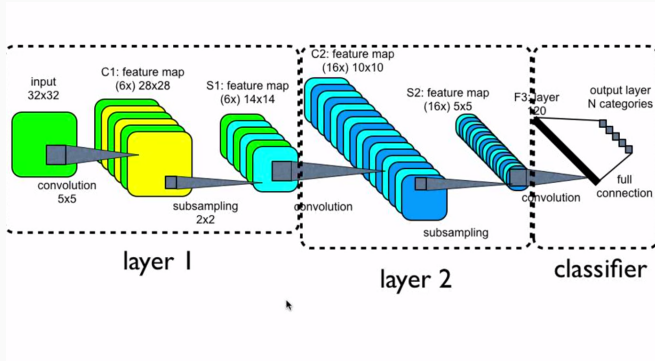 input
32x32
C1: feature map
(6x) 28x28
S1: feature map
(6x) 14x14
convolution
5x5
subsampling
2x2
layer 1
C2: feature map
(16x) 10x10
S2: feature map
(16x) 5x5
convolution
subsampling
layer 2
F3: layer
120
output layer
N categories
convolution
full
connection
classifier